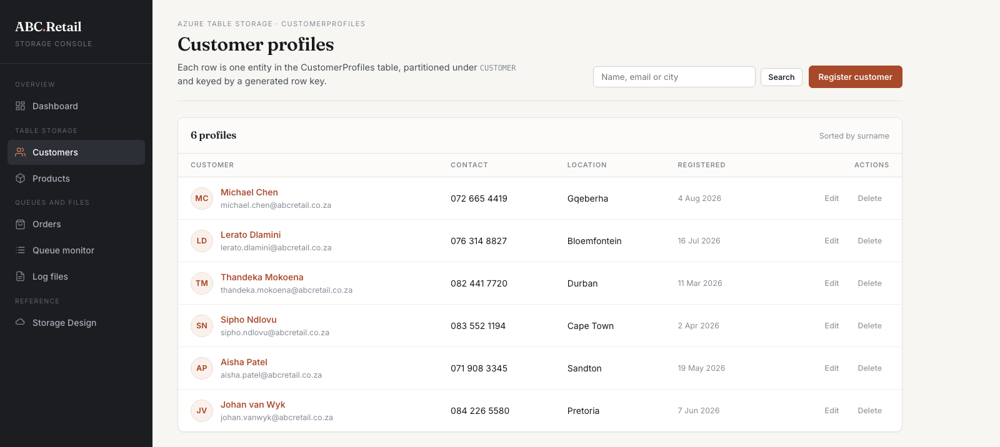 ABC.Retail
STORAGE CONSOLE
OVERVIEW
Dashboard
TABLE STORAGE
Customers
Products
QUEUES AND FILES
Orders
Queue monitor
Log files
REFERENCE
Storage Design
AZURE TABLE STORAGE · CUSTOMERPROFILES
Customer profiles
Each row is one entity in the CustomerProfiles table, partitioned under CUSTOMER
and keyed by a generated row key.
Name, email or city
Search
Register customer
6 profiles
Sorted by surname
CUSTOMER CONTACT LOCATION REGISTERED ACTIONS
MC Michael Chen 072 665 4419 Gqeberha 4 Aug 2026 Edit Delete
michael.chen@abcretail.co.za
LD Lerato Dlamini 076 314 8827 Bloemfontein 16 Jul 2026 Edit Delete
lerato.dlamini@abcretail.co.za
TM Thandeka Mokoena 082 441 7720 Durban 11 Mar 2026 Edit Delete
thandeka.mokoena@abcretail.co.za
SN Sipho Ndlovu 083 552 1194 Cape Town 2 Apr 2026 Edit Delete
sipho.ndlovu@abcretail.co.za
AP Aisha Patel 071 908 3345 Sandton 19 May 2026 Edit Delete
aisha.patel@abcretail.co.za
JV Johan van Wyk 084 226 5580 Pretoria 7 Jun 2026 Edit Delete
johan.vanwyk@abcretail.co.za